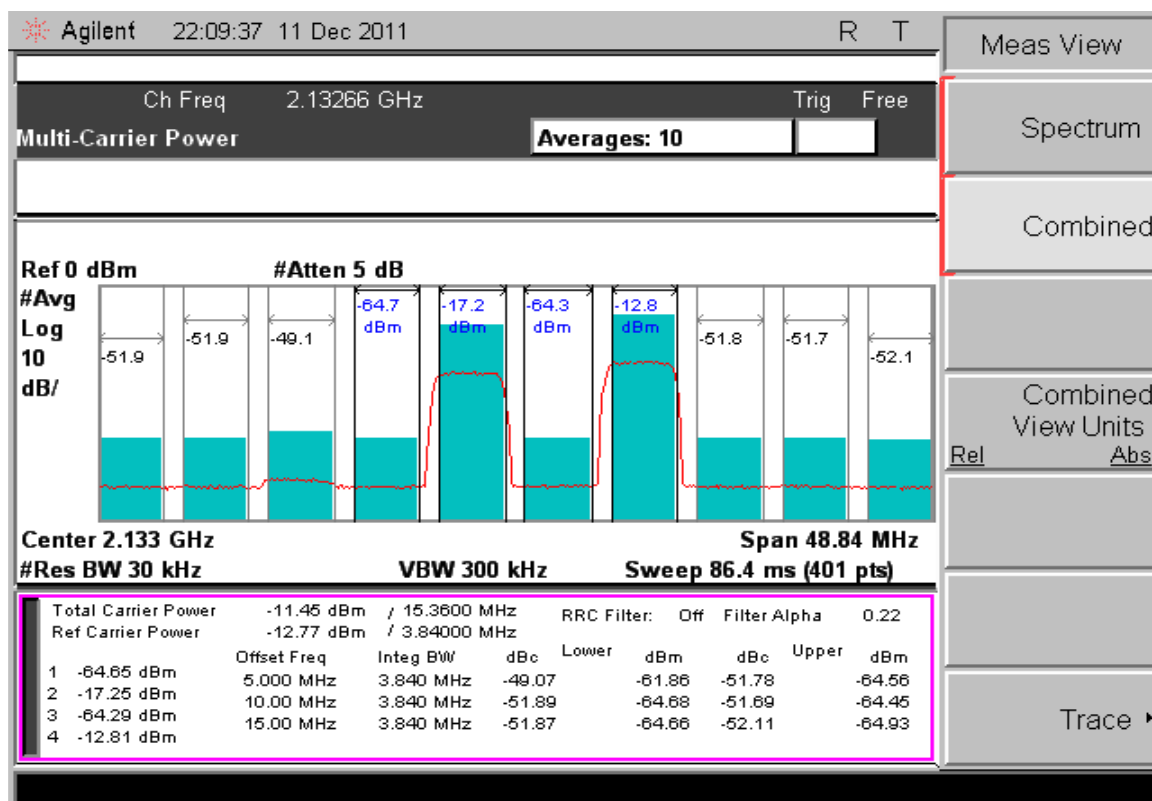 Agilent 22:09:37 11 Dec 2011 R T
Meas View
Ch Freq 2.13266 GHz Trig Free
Multi-Carrier Power Averages: 10
Spectrum
Combined
Ref 0 dBm #Atten 5 dB
#Avg
Log
10
dB/
-51.9 -51.9 -49.1 -64.7 dBm -17.2 dBm -64.3 dBm -12.8 dBm -51.8 -51.7 -52.1
Combined
View Units
Rel Abs
Center 2.133 GHz Span 48.84 MHz
#Res BW 30 kHz VBW 300 kHz Sweep 86.4 ms (401 pts)
Total Carrier Power -11.45 dBm / 15.3600 MHz RRC Filter: Off Filter Alpha 0.22
Ref Carrier Power -12.77 dBm / 3.84000 MHz
Offset Freq Integ BW dBc Lower dBm dBc Upper dBm
1 -64.65 dBm 5.000 MHz 3.840 MHz -49.07 -61.86 -51.78 -64.56
2 -17.25 dBm 10.00 MHz 3.840 MHz -51.89 -64.68 -51.69 -64.45
3 -64.29 dBm 15.00 MHz 3.840 MHz -51.87 -64.66 -52.11 -64.93
4 -12.81 dBm
Trace